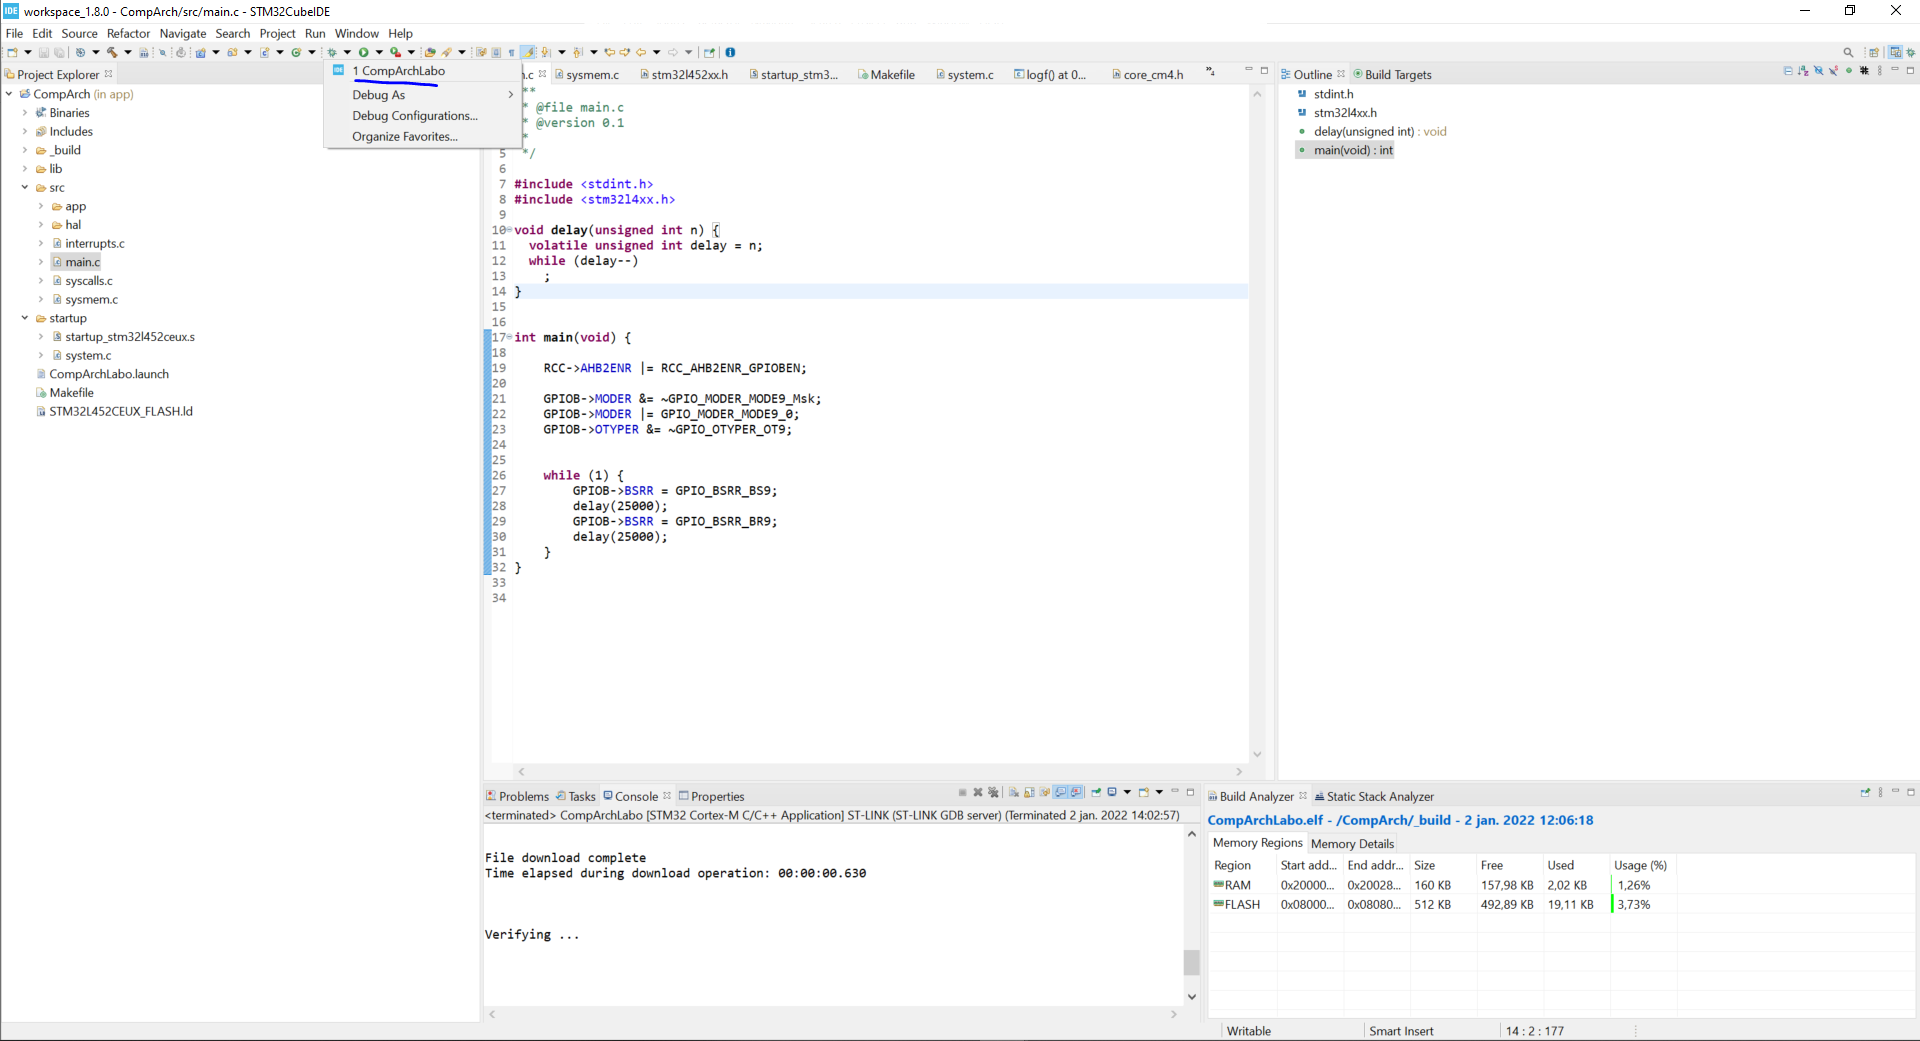 IDE workspace_1.8.0 - CompArch/src/main.c - STM32CubeIDE
File Edit Source Refactor Navigate Search Project Run Window Help
Project Explorer
CompArch (in app)
Binaries
Includes
_build
lib
src
app
hal
interrupts.c
main.c
syscalls.c
sysmem.c
startup
startup_stm32l452ceux.s
system.c
CompArchLabo.launch
Makefile
STM32L452CEUX_FLASH.ld
IDE 1 CompArchLabo
Debug As
Debug Configurations...
Organize Favorites...
.c sysmem.c stm32l452xx.h startup_stm3... Makefile system.c logf() at 0... core_cm4.h »4
**
* @file main.c
* @version 0.1
*
5 */
6
7 #include <stdint.h>
8 #include <stm32l4xx.h>
9
10 void delay(unsigned int n) {
11 volatile unsigned int delay = n;
12 while (delay--)
13 ;
14 }
15
16
17 int main(void) {
18
19 RCC->AHB2ENR |= RCC_AHB2ENR_GPIOBEN;
20
21 GPIOB->MODER &= ~GPIO_MODER_MODE9_Msk;
22 GPIOB->MODER |= GPIO_MODER_MODE9_0;
23 GPIOB->OTYPER &= ~GPIO_OTYPER_OT9;
24
25
26 while (1) {
27 GPIOB->BSRR = GPIO_BSRR_BS9;
28 delay(25000);
29 GPIOB->BSRR = GPIO_BSRR_BR9;
30 delay(25000);
31 }
32 }
33
34
Outline Build Targets
stdint.h
stm32l4xx.h
delay(unsigned int) : void
main(void) : int
Problems Tasks Console Properties
<terminated> CompArchLabo [STM32 Cortex-M C/C++ Application] ST-LINK (ST-LINK GDB server) (Terminated 2 jan. 2022 14:02:57)
File download complete
Time elapsed during download operation: 00:00:00.630
Verifying ...
Build Analyzer Static Stack Analyzer
CompArchLabo.elf - /CompArch/_build - 2 jan. 2022 12:06:18
Memory Regions Memory Details
Region Start add... End addr... Size Free Used Usage (%)
RAM 0x20000... 0x20028... 160 KB 157,98 KB 2,02 KB 1,26%
FLASH 0x08000... 0x08080... 512 KB 492,89 KB 19,11 KB 3,73%
Writable Smart Insert 14 : 2 : 177